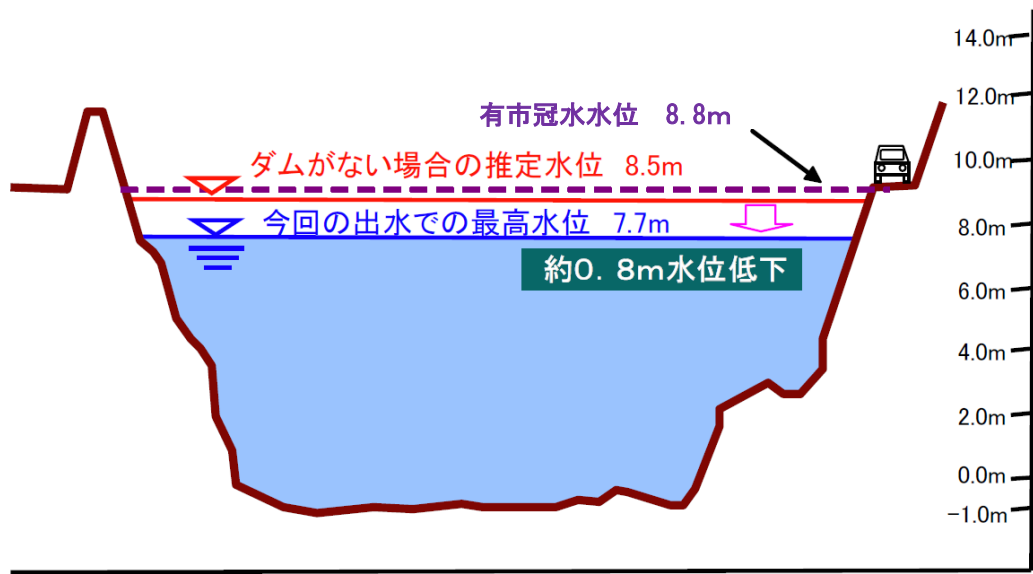 14.0m
12.0m
有市冠水水位 8.8m
ダムがない場合の推定水位 8.5m
10.0m
今回の出水での最高水位 7.7m
8.0m
約0.8m水位低下
6.0m
4.0m
2.0m
0.0m
-1.0m